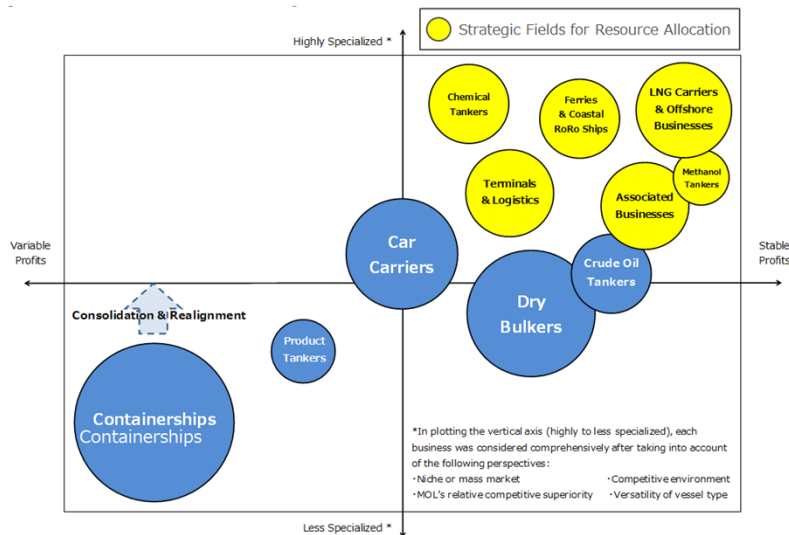 Strategic Fields for Resource Allocation
Highly Specialized *
Chemical
Tankers
Ferries
& Coastal
RoRo Ships
LNG Carriers
& Offshore
Businesses
Methanol
Tankers
Terminals
& Logistics
Associated
Businesses
Car
Carriers
Variable
Profits
Stable
Profits
Crude Oil
Tankers
Dry
Bulkers
Consolidation & Realignment
Product
Tankers
Containerships
Containerships
*In plotting the vertical axis (highly to less specialized), each
business was considered comprehensively after taking into account
of the following perspectives:
·Niche or mass market ·Competitive environment
·MOL's relative competitive superiority ·Versatility of vessel type
Less Specialized *